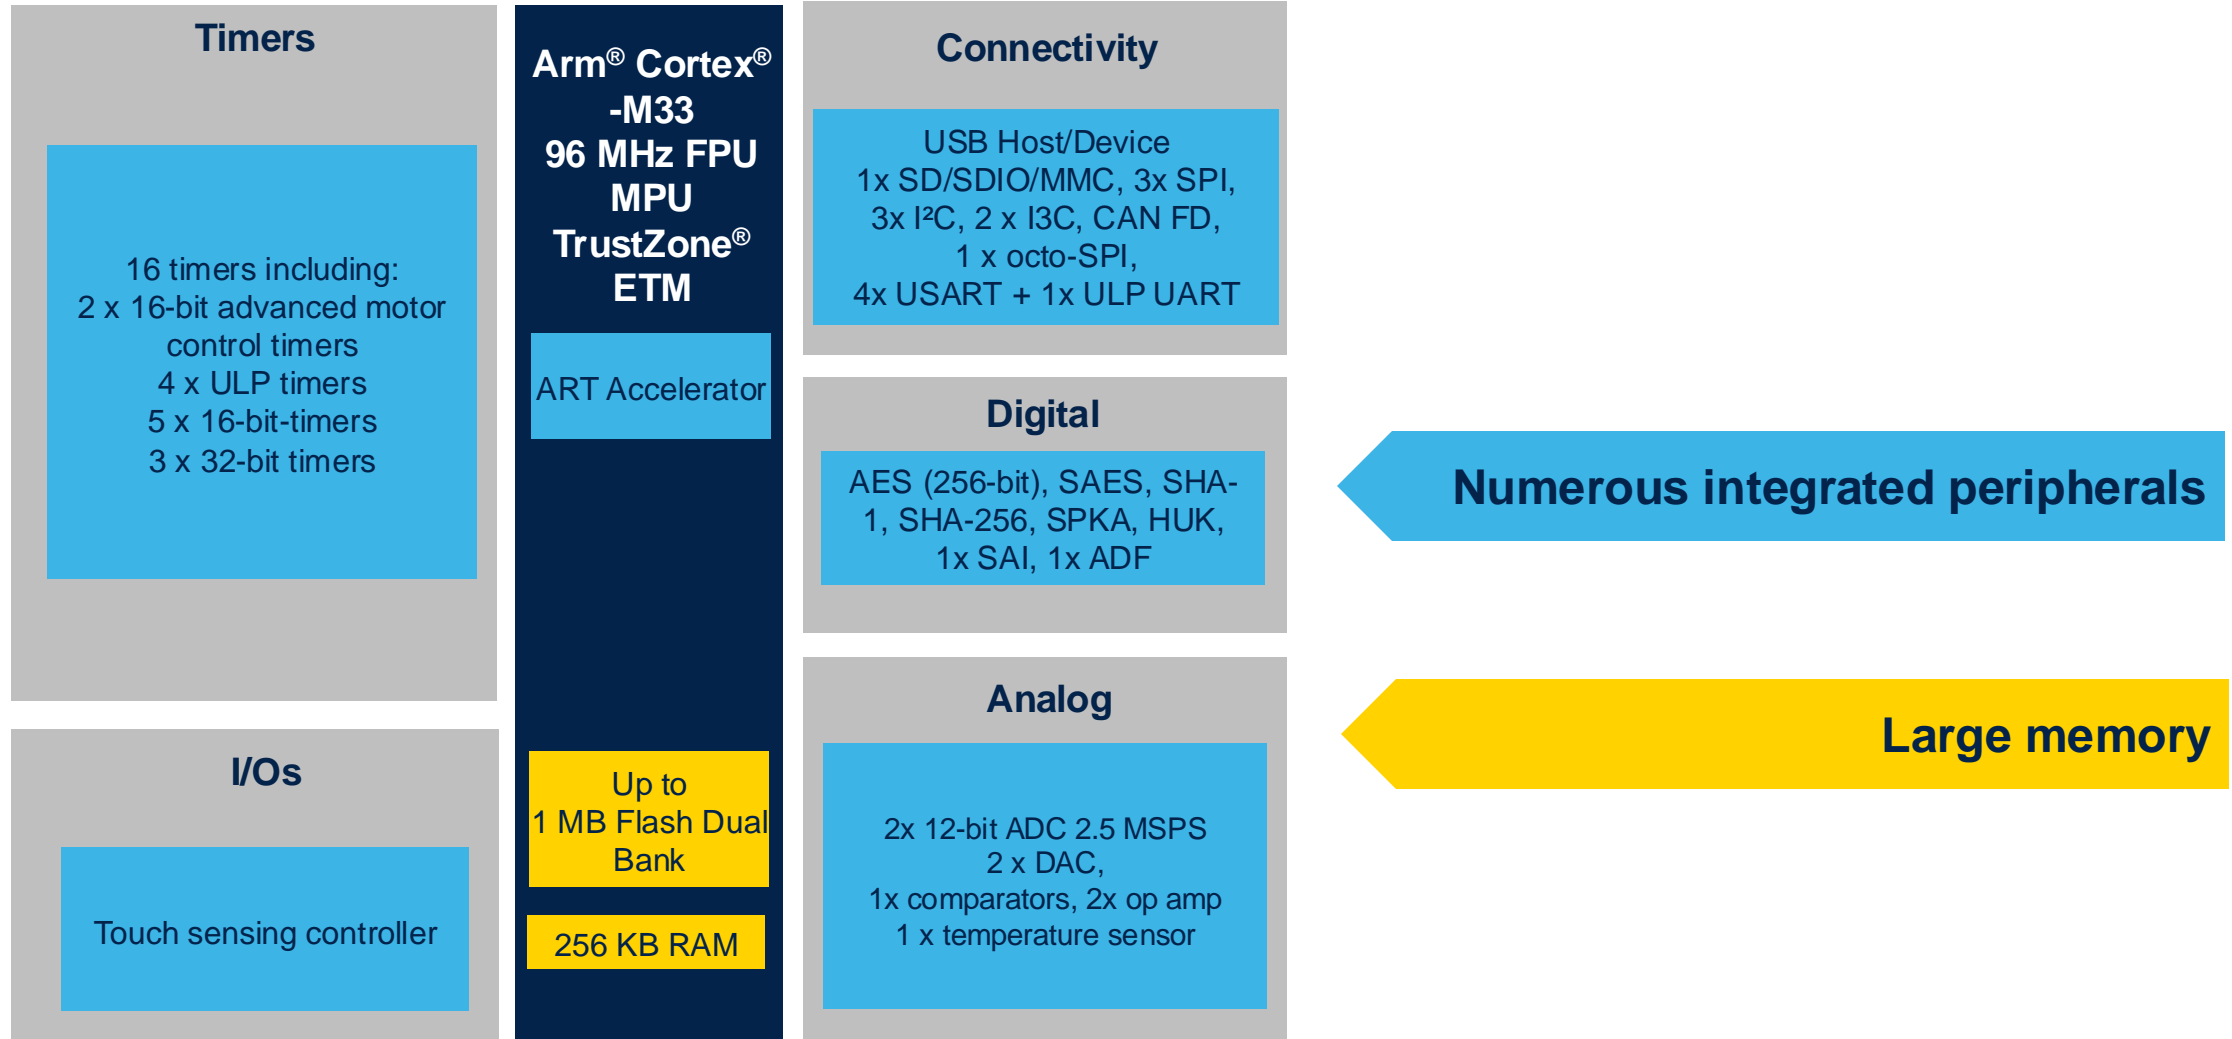 Timers
16 timers including:
2 x 16-bit advanced motor
control timers
4 x ULP timers
5 x 16-bit-timers
3 x 32-bit timers
I/Os
Touch sensing controller
Arm® Cortex®
-M33
96 MHz FPU
MPU
TrustZone®
ETM
ART Accelerator
Up to
1 MB Flash Dual
Bank
256 KB RAM
Connectivity
USB Host/Device
1x SD/SDIO/MMC, 3x SPI,
3x I²C, 2 x I3C, CAN FD,
1 x octo-SPI,
4x USART + 1x ULP UART
Digital
AES (256-bit), SAES, SHA-
1, SHA-256, SPKA, HUK,
1x SAI, 1x ADF
Analog
2x 12-bit ADC 2.5 MSPS
2 x DAC,
1x comparators, 2x op amp
1 x temperature sensor
Numerous integrated peripherals
Large memory